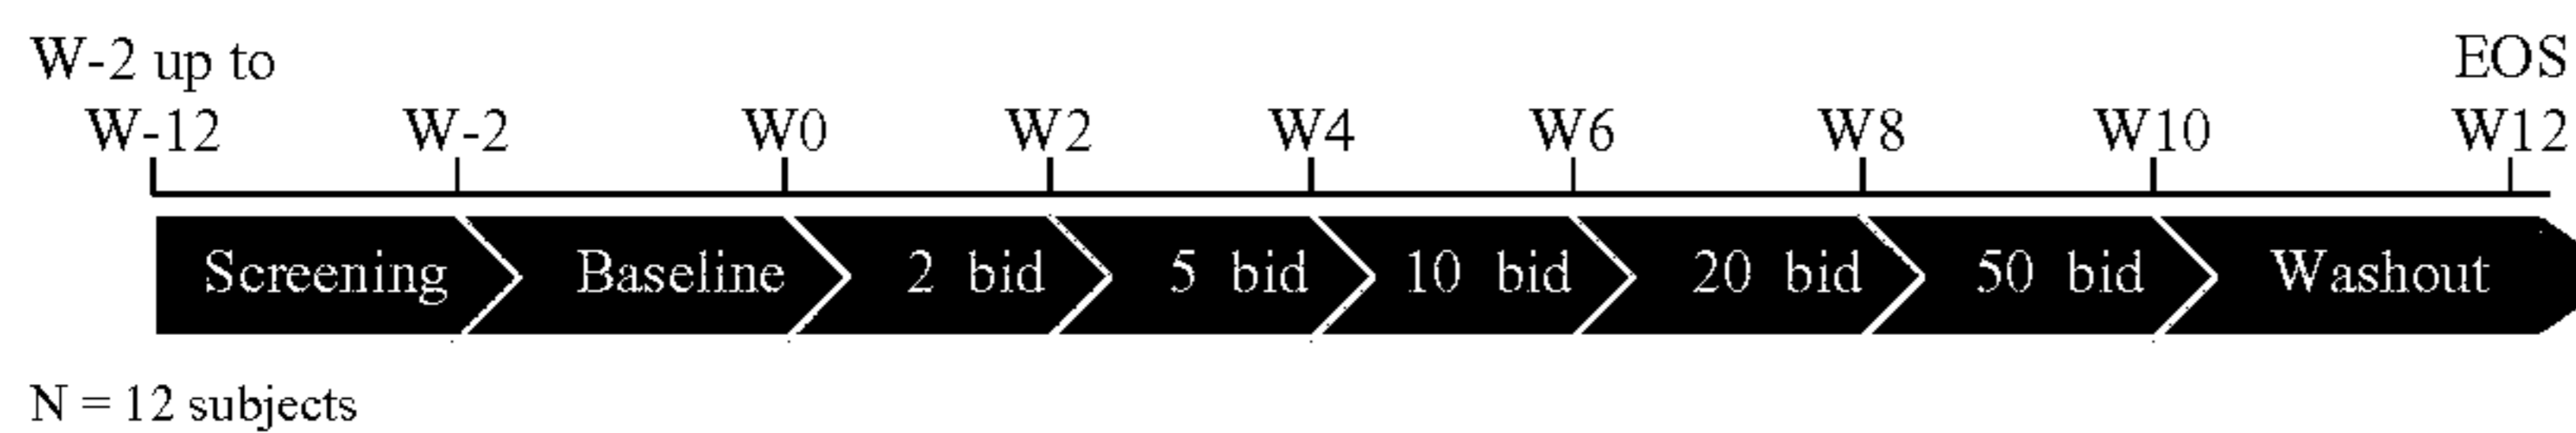 W-2 up to EOS
W-12 W-2 W0 W2 W4 W6 W8 W10 W12
Screening Baseline 2 bid 5 bid 10 bid 20 bid 50 bid Washout
N = 12 subjects